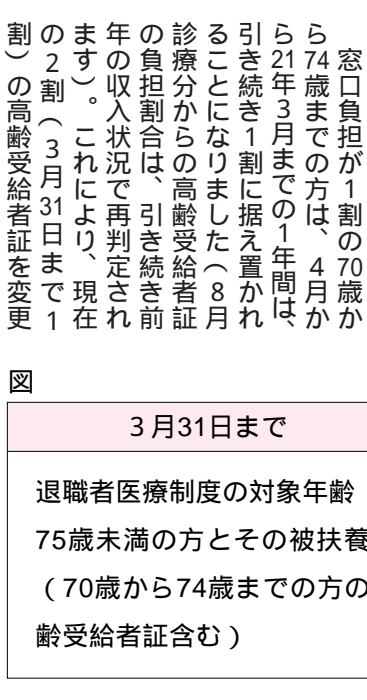 窓口負担が1割の70歳か
ら74歳までの方は、4月か
ら21年3月までの1年間は、
引き続き1割に据え置かれ
ることになりました（8月
診療分からの高齢受給者証
の負担割合は、引き続き前
年の収入状況で再判定され
ます）。これにより、現在
の2割（3月31日まで1
割）の高齢受給者証を変更
図
3月31日まで
退職者医療制度の対象年齢
75歳未満の方とその被扶養
（70歳から74歳までの方の
齢受給者証含む）